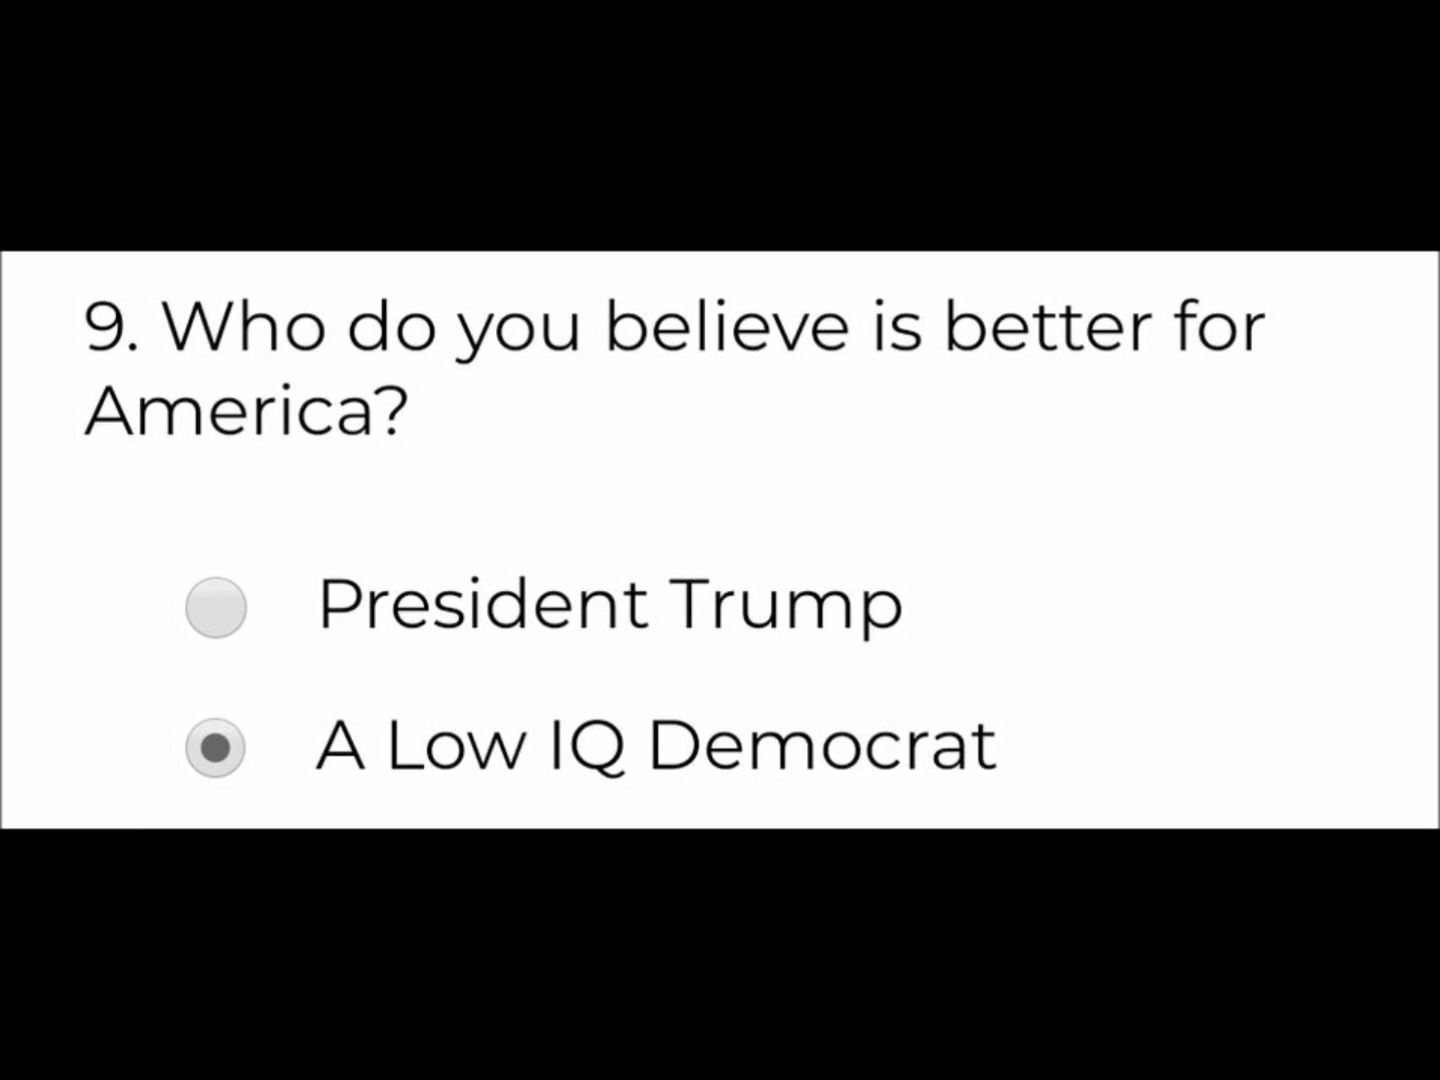 9. Who do you believe is better for
America?
President Trump
A Low IQ Democrat